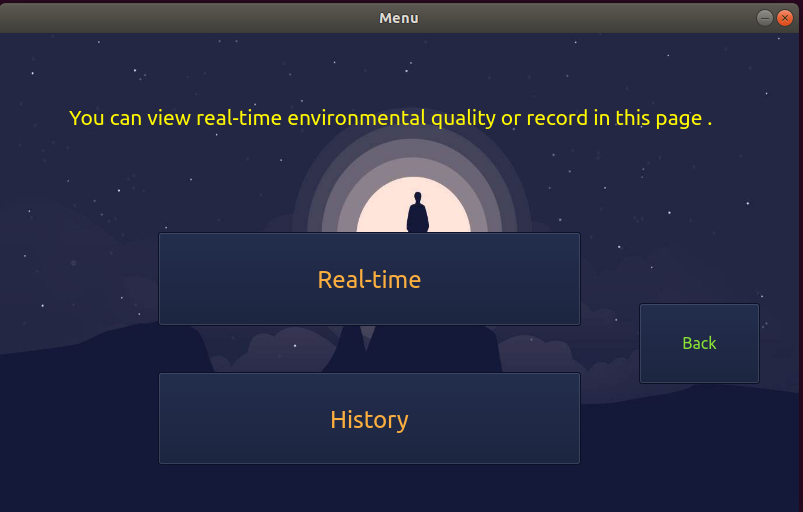 Menu
You can view real-time environmental quality or record in this page .
Real-time
Back
History